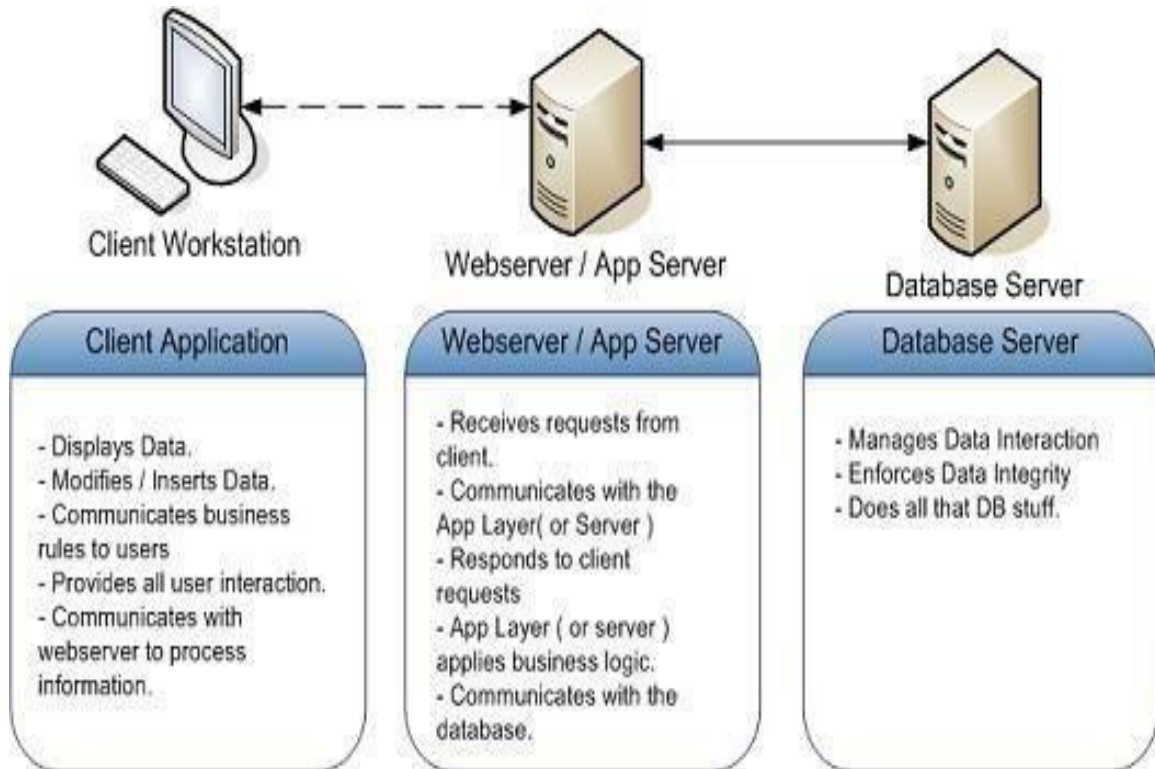 Client Workstation
Webserver / App Server
Database Server
Client Application
- Displays Data.
- Modifies / Inserts Data.
- Communicates business
rules to users
- Provides all user interaction.
- Communicates with
webserver to process
information.
Webserver / App Server
- Receives requests from
client.
- Communicates with the
App Layer( or Server )
- Responds to client
requests
- App Layer ( or server )
applies business logic.
- Communicates with the
database.
Database Server
- Manages Data Interaction
- Enforces Data Integrity
- Does all that DB stuff.